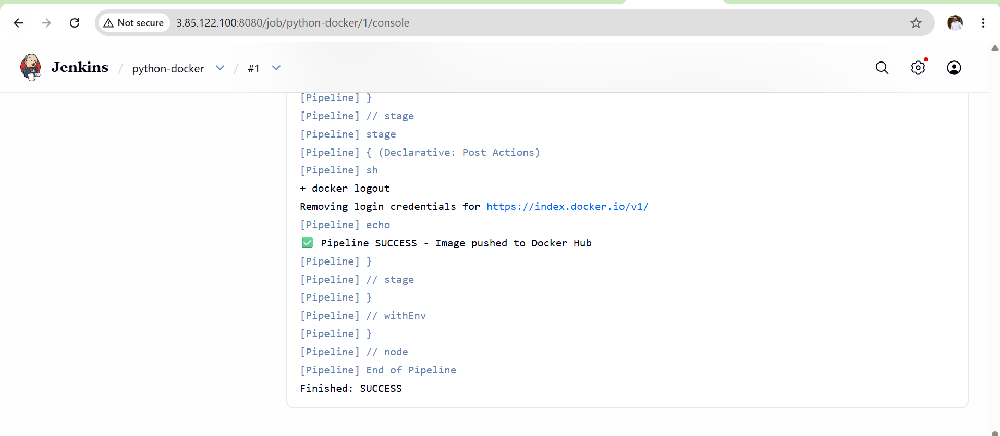 Not secure 3.85.122.100:8080/job/python-docker/1/console
Jenkins / python-docker / #1
[Pipeline] }
[Pipeline] // stage
[Pipeline] stage
[Pipeline] { (Declarative: Post Actions)
[Pipeline] sh
+ docker logout
Removing login credentials for https://index.docker.io/v1/
[Pipeline] echo
✅ Pipeline SUCCESS - Image pushed to Docker Hub
[Pipeline] }
[Pipeline] // stage
[Pipeline] }
[Pipeline] // withEnv
[Pipeline] }
[Pipeline] // node
[Pipeline] End of Pipeline
Finished: SUCCESS